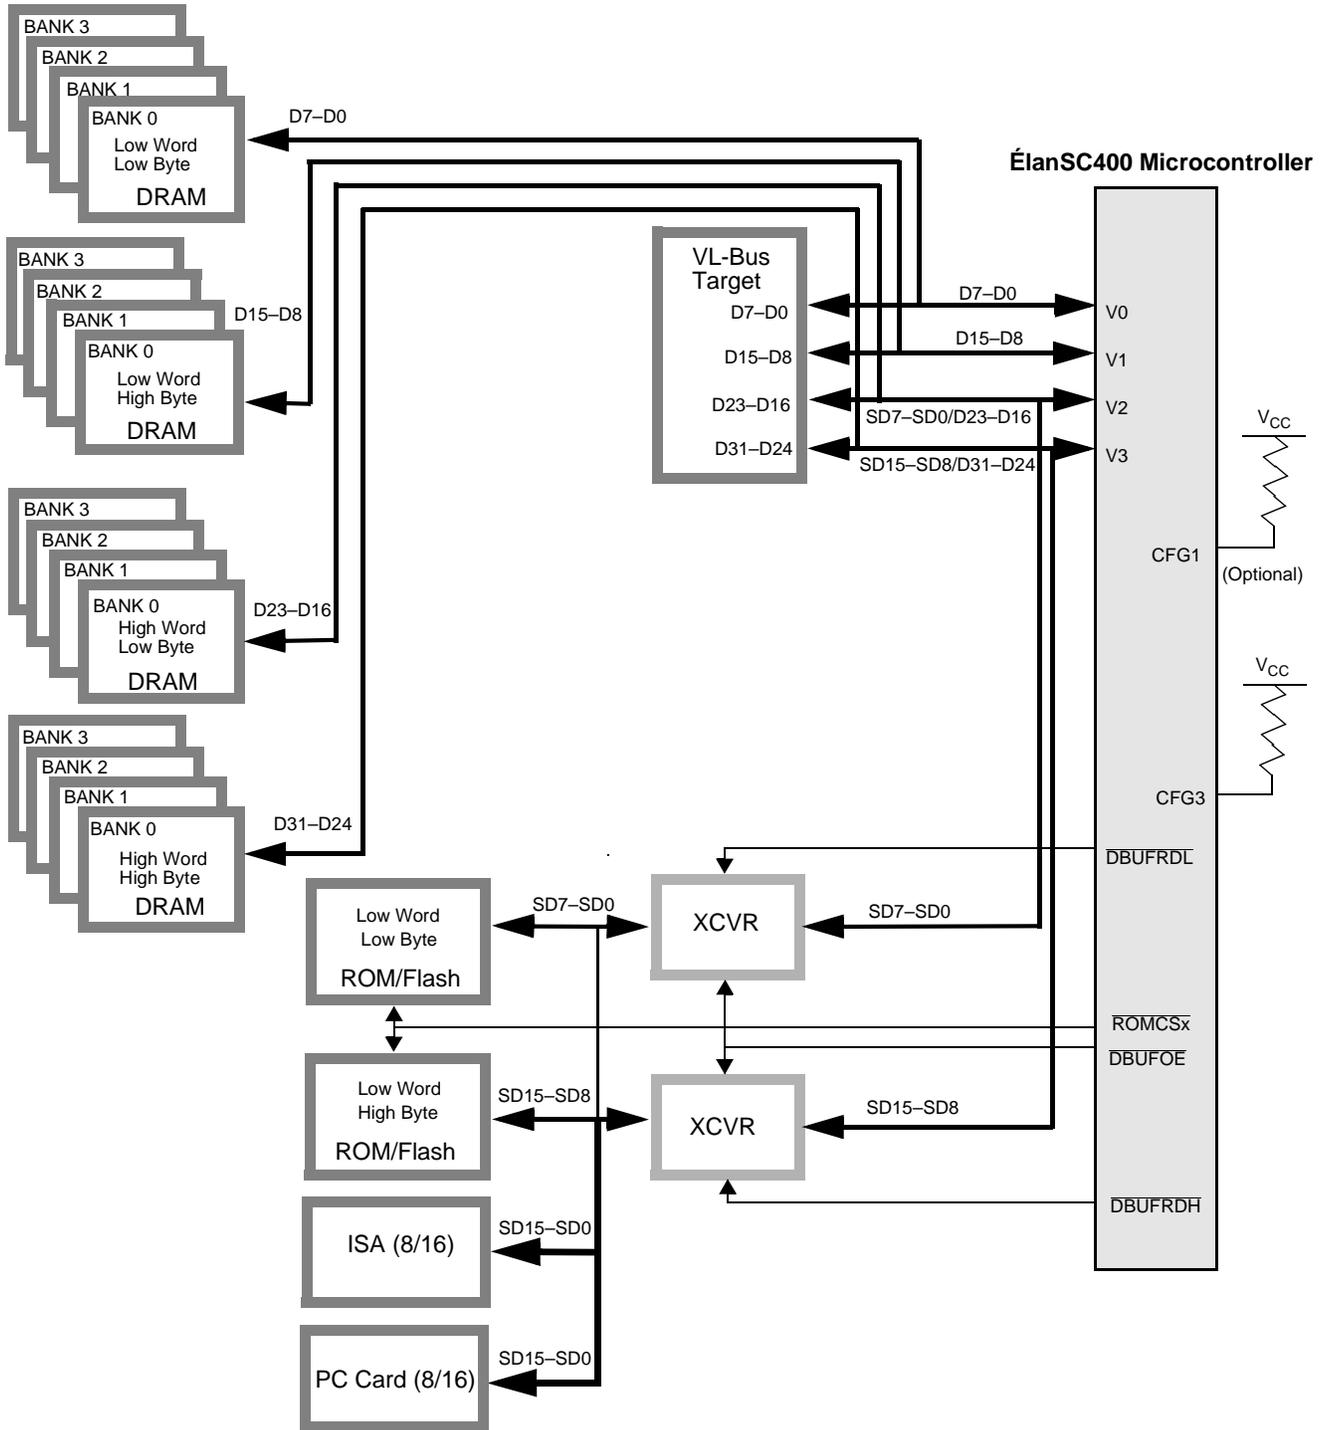 BANK 3
BANK 2
BANK 1
BANK 0
Low Word
Low Byte
DRAM
D7–D0
ÉlanSC400 Microcontroller
BANK 3
BANK 2
BANK 1
BANK 0
Low Word
High Byte
DRAM
D15–D8
VL-Bus
Target
D7–D0
D15–D8
D23–D16
D31–D24
D7–D0
D15–D8
SD7–SD0/D23–D16
SD15–SD8/D31–D24
V0
V1
V2
V3
VCC
CFG1
(Optional)
BANK 3
BANK 2
BANK 1
BANK 0
High Word
Low Byte
DRAM
D23–D16
VCC
CFG3
BANK 3
BANK 2
BANK 1
BANK 0
High Word
High Byte
DRAM
D31–D24
DBUFRDL
Low Word
Low Byte
ROM/Flash
SD7–SD0
XCVR
SD7–SD0
ROMCSx
DBUFOE
Low Word
High Byte
ROM/Flash
SD15–SD8
XCVR
SD15–SD8
DBUFRDH
ISA (8/16)
SD15–SD0
PC Card (8/16)
SD15–SD0